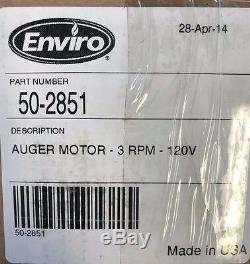 Enviro
28-Apr-14
PART NUMBER
50-2851
DESCRIPTION
AUGER MOTOR - 3 RPM - 120V
50-2851
Made in USA
ebay